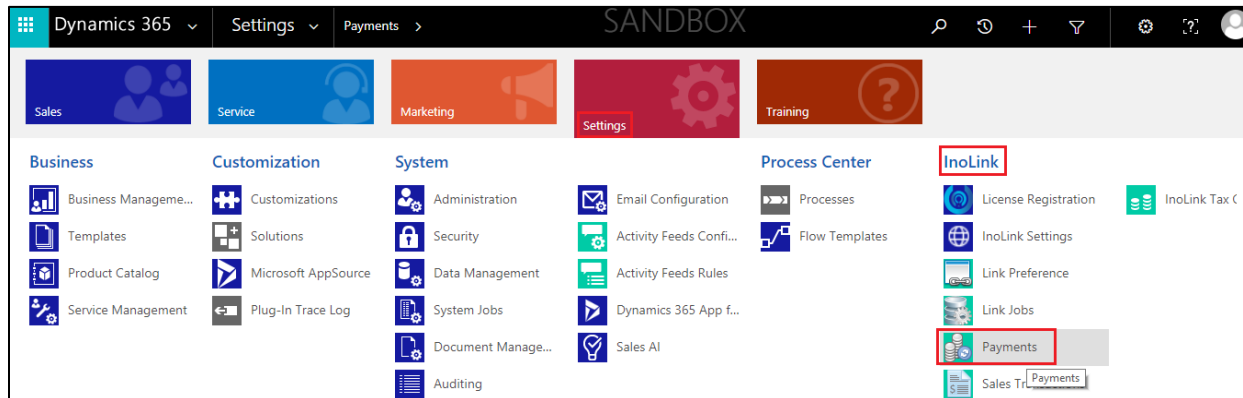 Dynamics 365 Settings Payments > SANDBOX
Sales Service Marketing Settings Training
Business Customization System Process Center InoLink
Business Manageme... Customizations Administration Email Configuration Processes License Registration InoLink Tax
Templates Solutions Security Activity Feeds Confi... Flow Templates InoLink Settings
Product Catalog Microsoft AppSource Data Management Activity Feeds Rules Link Preference
Service Management Plug-In Trace Log System Jobs Dynamics 365 App f... Link Jobs
Document Manage... Sales AI Payments
Auditing Sales Payments